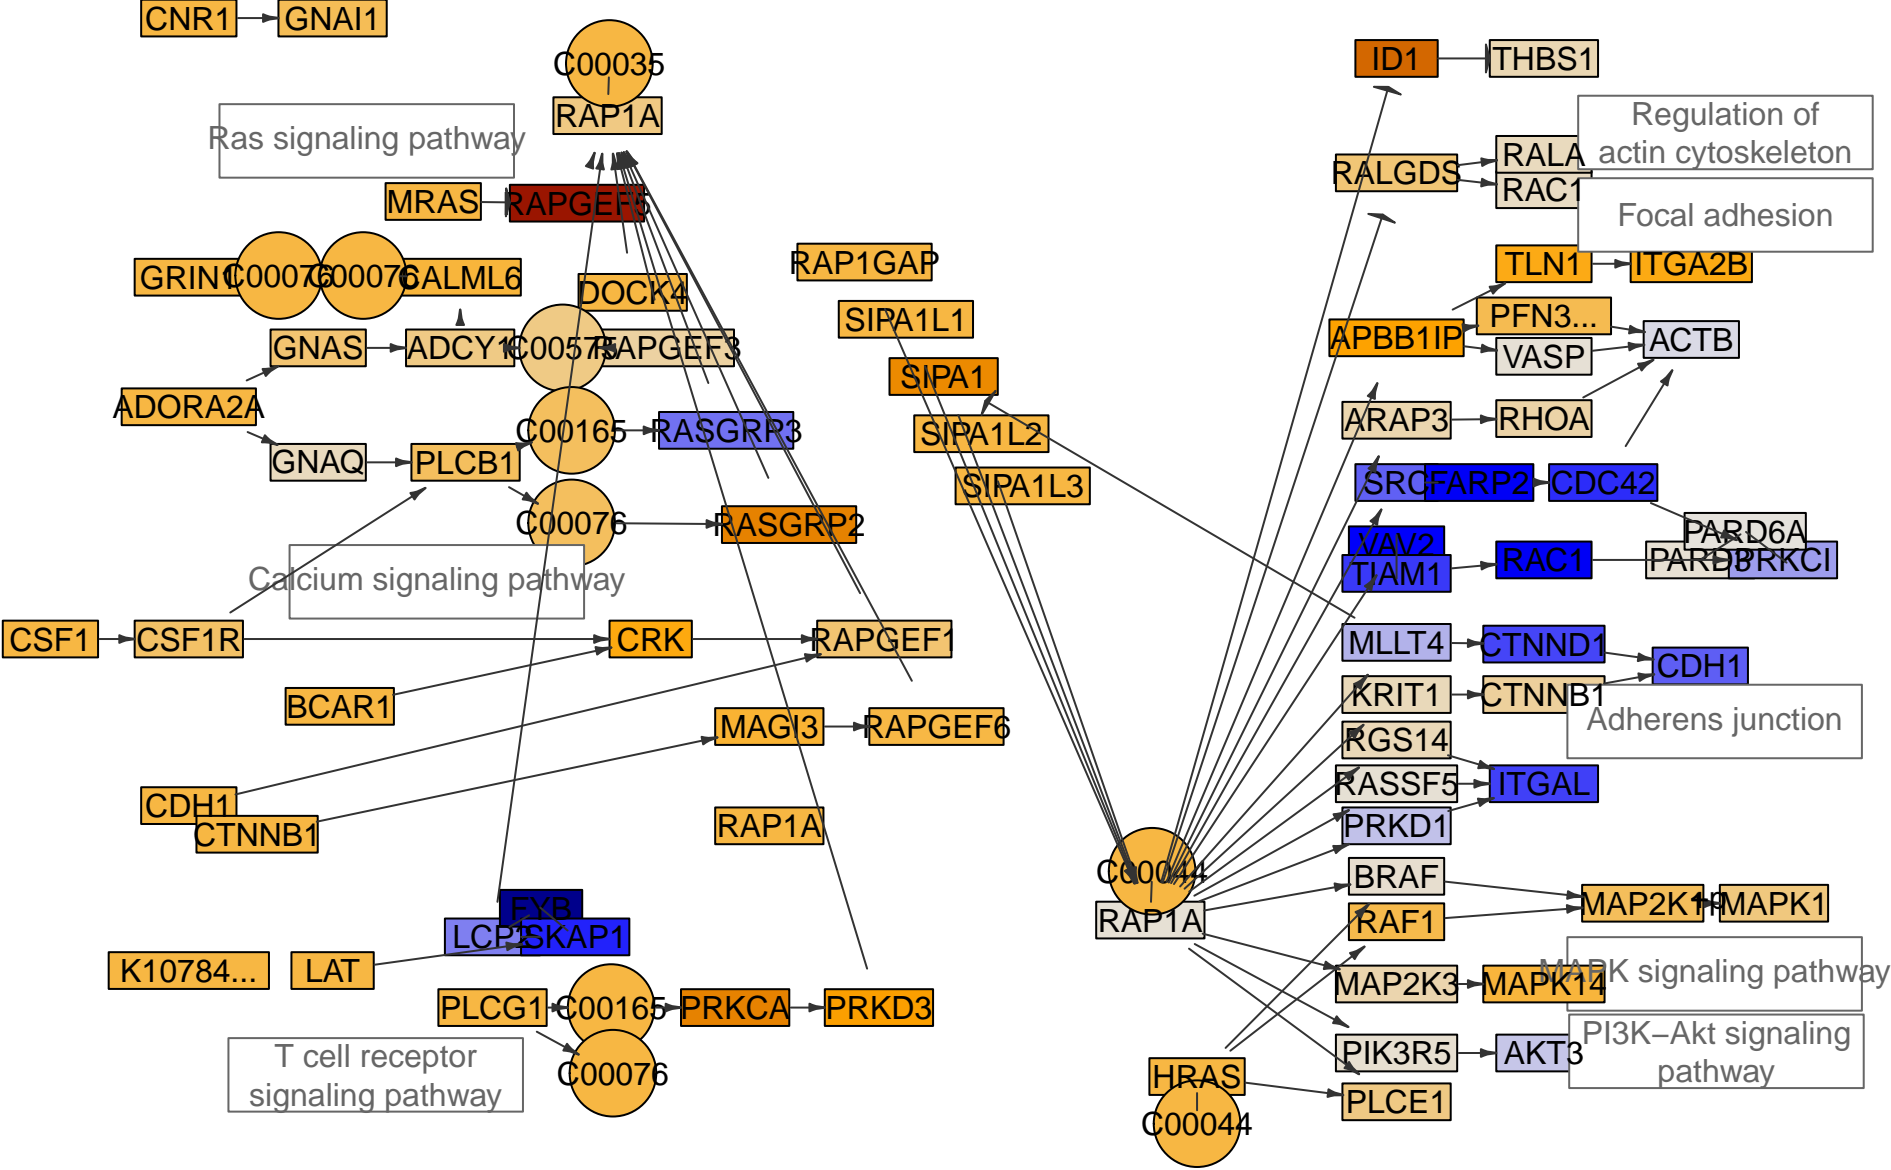 CNR1
GNAI1
C00035
RAP1A
Ras signaling pathway
MRAS
RAPGEF5
GRIN1
C00076
C00076
CALML6
DOCK4
GNAS
ADCY1
C00575
RAPGEF3
ADORA2A
GNAQ
PLCB1
C00165
RASGRP3
C00076
RASGRP2
Calcium signaling pathway
CSF1
CSF1R
CRK
RAPGEF1
BCAR1
MAGI3
RAPGEF6
CDH1
CTNNB1
RAP1A
FYB
LCP2
SKAP1
K10784...
LAT
PLCG1
C00165
PRKCA
PRKD3
C00076
T cell receptor
signaling pathway
RAP1GAP
SIPA1L1
SIPA1
SIPA1L2
SIPA1L3
C00044
RAP1A
HRAS
C00044
ID1
THBS1
Regulation of
actin cytoskeleton
RALGDS
RALA
RAC1
Focal adhesion
TLN1
ITGA2B
APBB1IP
PFN3...
VASP
ACTB
ARAP3
RHOA
SRC
FARP2
CDC42
VAV2
TIAM1
RAC1
PARD6A
PARD3
PRKCI
MLLT4
CTNND1
CDH1
KRIT1
CTNNB1
Adherens junction
RGS14
RASSF5
ITGAL
PRKD1
BRAF
RAF1
MAP2K1
+p
MAPK1
MAP2K3
MAPK14
MAPK signaling pathway
PIK3R5
AKT3
PI3K−Akt signaling
pathway
PLCE1